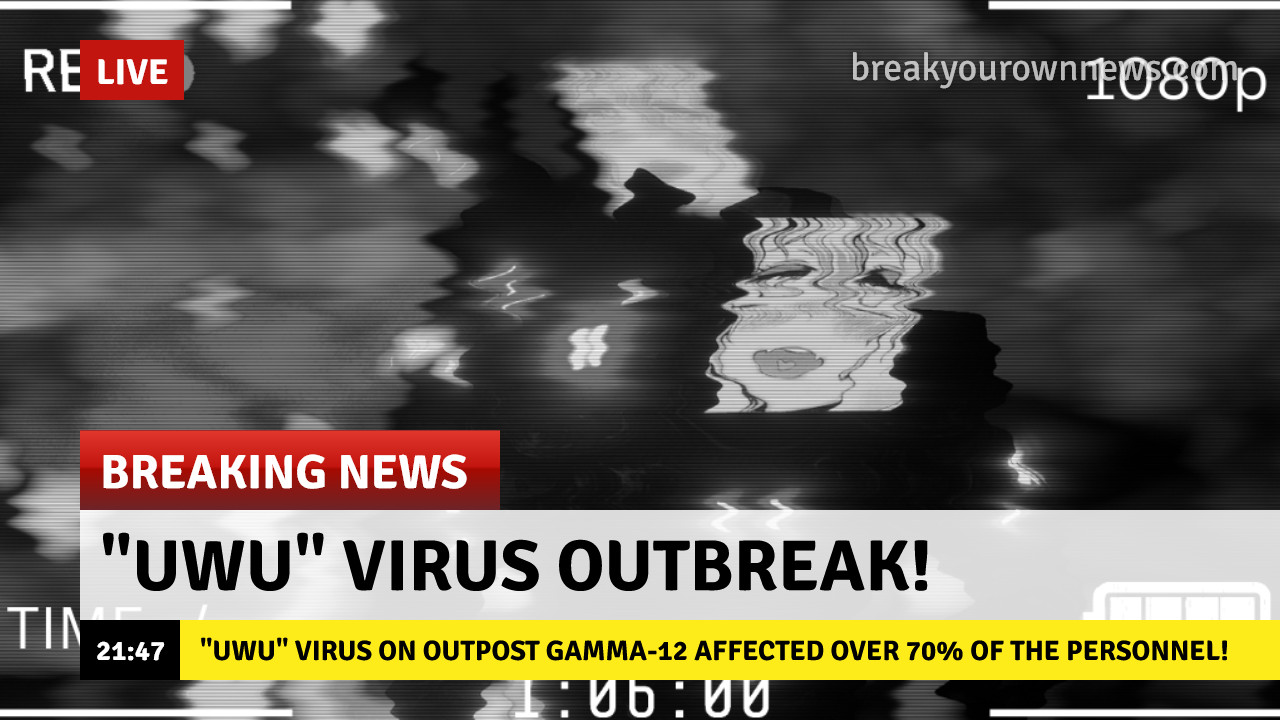 LIVE
breakyourownnews.com
1080p
BREAKING NEWS
"UWU" VIRUS OUTBREAK!
21:47
"UWU" VIRUS ON OUTPOST GAMMA-12 AFFECTED OVER 70% OF THE PERSONNEL!
1:06:00